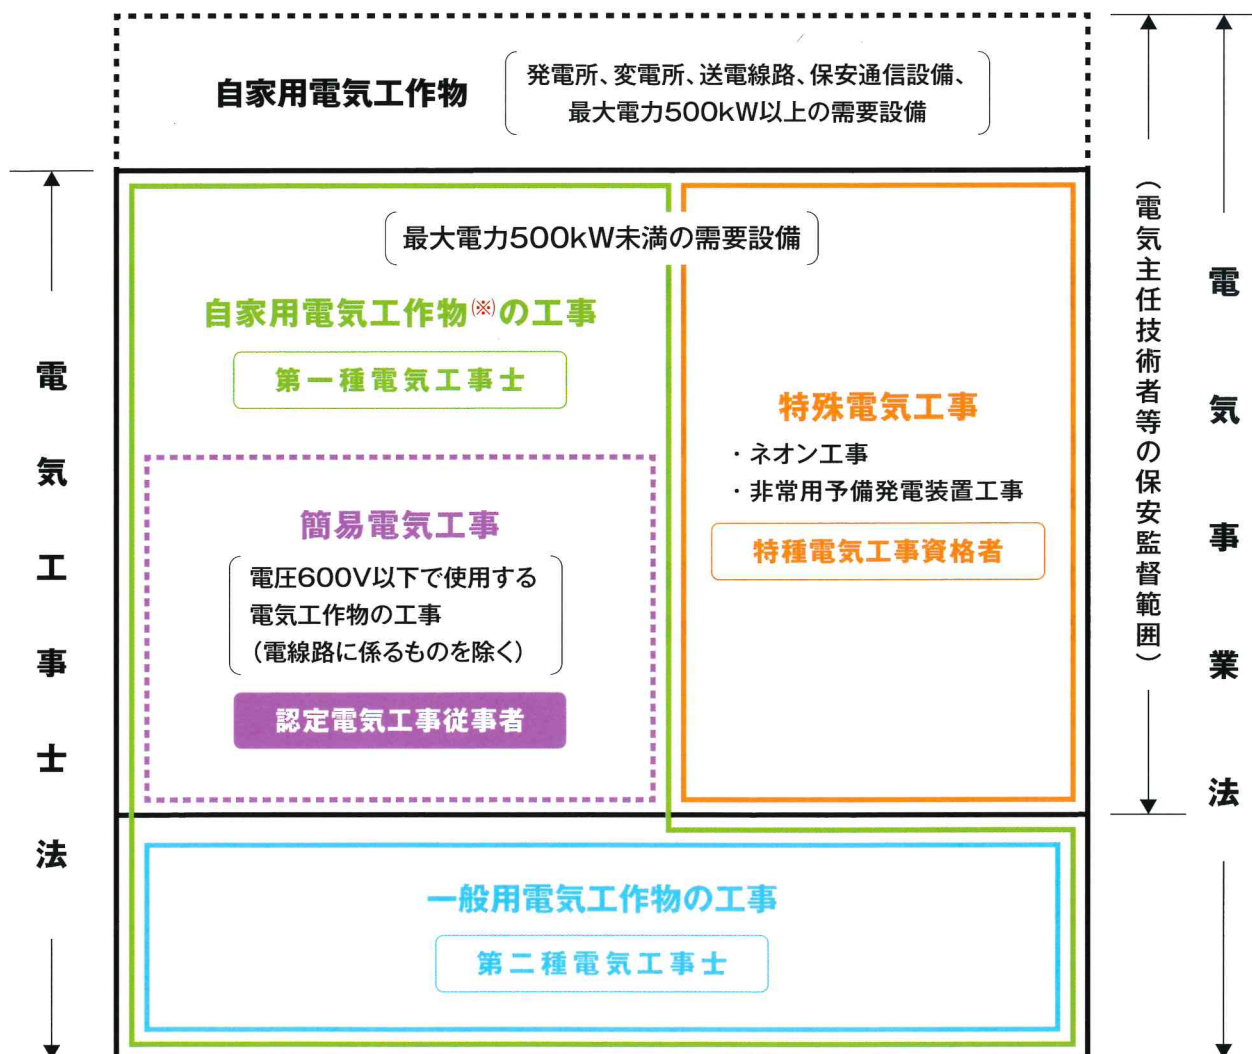 自家用電気工作物
発電所、変電所、送電線路、保安通信設備、
最大電力500kW以上の需要設備
最大電力500kW未満の需要設備
自家用電気工作物(※)の工事
第一種電気工事士
簡易電気工事
電圧600V以下で使用する
電気工作物の工事
(電線路に係るものを除く)
認定電気工事従事者
特殊電気工事
・ネオン工事
・非常用予備発電装置工事
特種電気工事資格者
一般用電気工作物の工事
第二種電気工事士
電気工事士法
(電気主任技術者等の保安監督範囲)
電気事業法